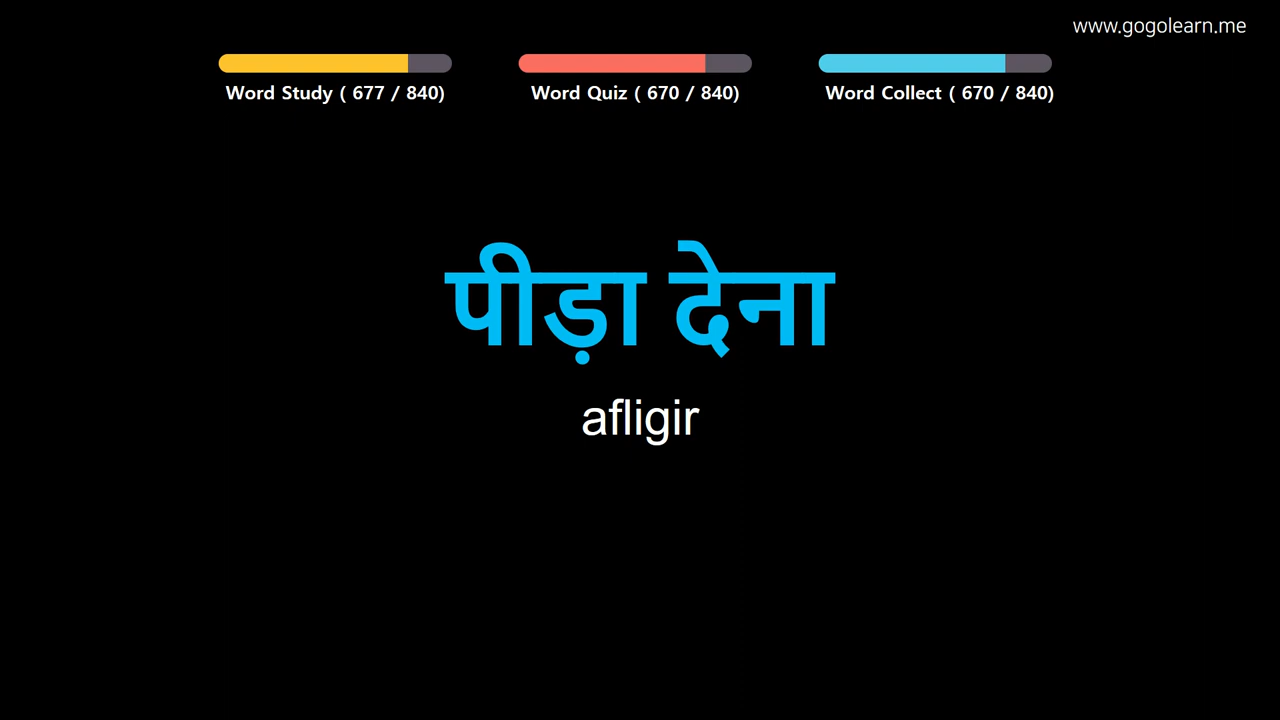 www.gogolearn.me
Word Study ( 677 / 840)
Word Quiz ( 670 / 840)
Word Collect ( 670 / 840)
पीड़ा देना
afligir